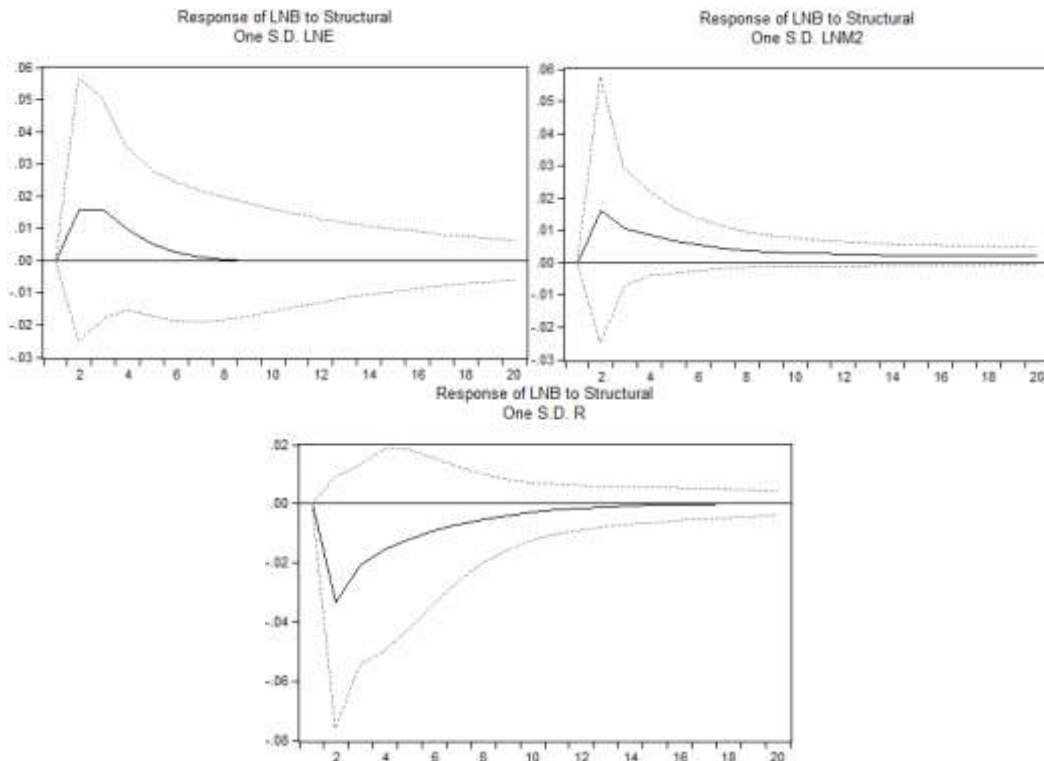 Response of LNB to Structural
One S.D. LNE
.06
.05
.04
.03
.02
.01
.00
-.01
-.02
-.03
2 4 6 8 10 12 14 16 18 20
Response of LNB to Structural
One S.D. LNM2
.06
.05
.04
.03
.02
.01
.00
-.01
-.02
-.03
2 4 6 8 10 12 14 16 18 20
Response of LNB to Structural
One S.D. R
.02
.00
-.02
-.04
-.06
-.08
2 4 6 8 10 12 14 16 18 20